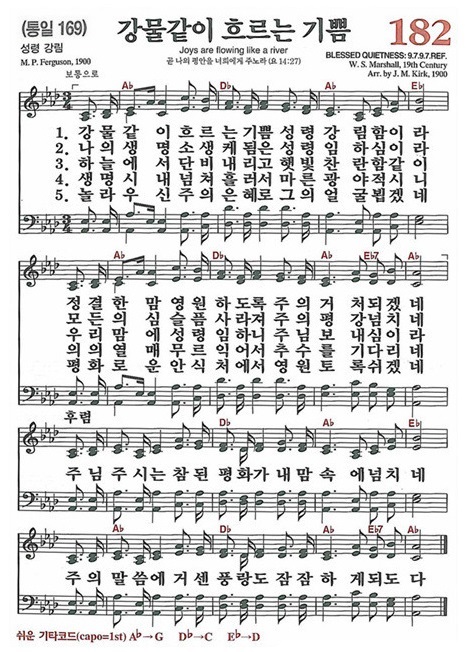 (통일 169)
강물같이 흐르는 기쁨
182
성령 강림
Joys are flowing like a river
BLESSED QUIETNESS: 9.7.9.7.REF.
M. P. Ferguson, 1900
곧 나의 평안을 너희에게 주노라 (요 14:27)
W. S. Marshall, 19th Century
Arr. by J. M. Kirk, 1900
보통으로
A♭ D♭ A♭ E♭
1. 강물같이 흐르는기쁨 성령강림함이라
2. 나의생명 소생케됨은 성령임하심이라
3. 하늘에서 단비내리고 햇빛찬란함같이
4. 생명시내 넘쳐흘러서 마른광야적시니
5. 놀라우신 주의은혜로 그의얼굴뵙겠네
A♭ D♭ A♭ E♭7 A♭
정결한맘 영원하도록 주의거처되겠네
모든의심 슬픔사라져 주의평강넘치네
우리맘에 성령임하니 주님보내심이라
의의열매 무르익어서 추수를기다리네
평화로운 안식처에서 영원토록쉬겠네
후렴
D♭ A♭
주님주시는참된 평화가내맘속에넘치네
A♭ D♭ A♭ E♭7 A♭
주의말씀에거센풍랑도잠잠하게되도다
쉬운 기타코드(capo=1st) A♭→G D♭→C E♭→D